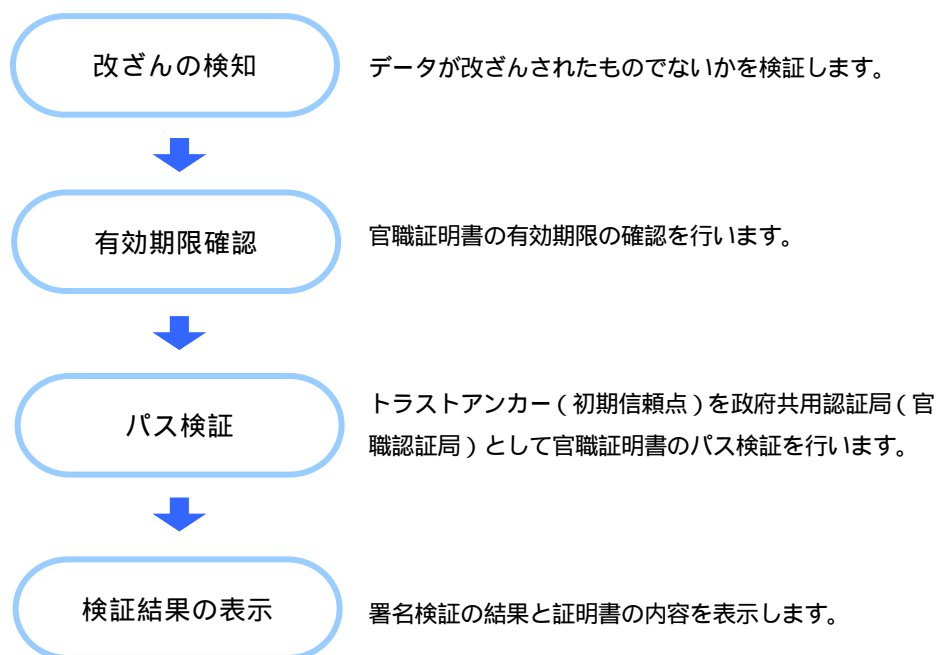 改ざんの検知
データが改ざんされたものでないかを検証します。
有効期限確認
官職証明書の有効期限の確認を行います。
パス検証
トラストアンカー(初期信頼点)を政府共用認証局(官
職認証局)として官職証明書のパス検証を行います。
検証結果の表示
署名検証の結果と証明書の内容を表示します。